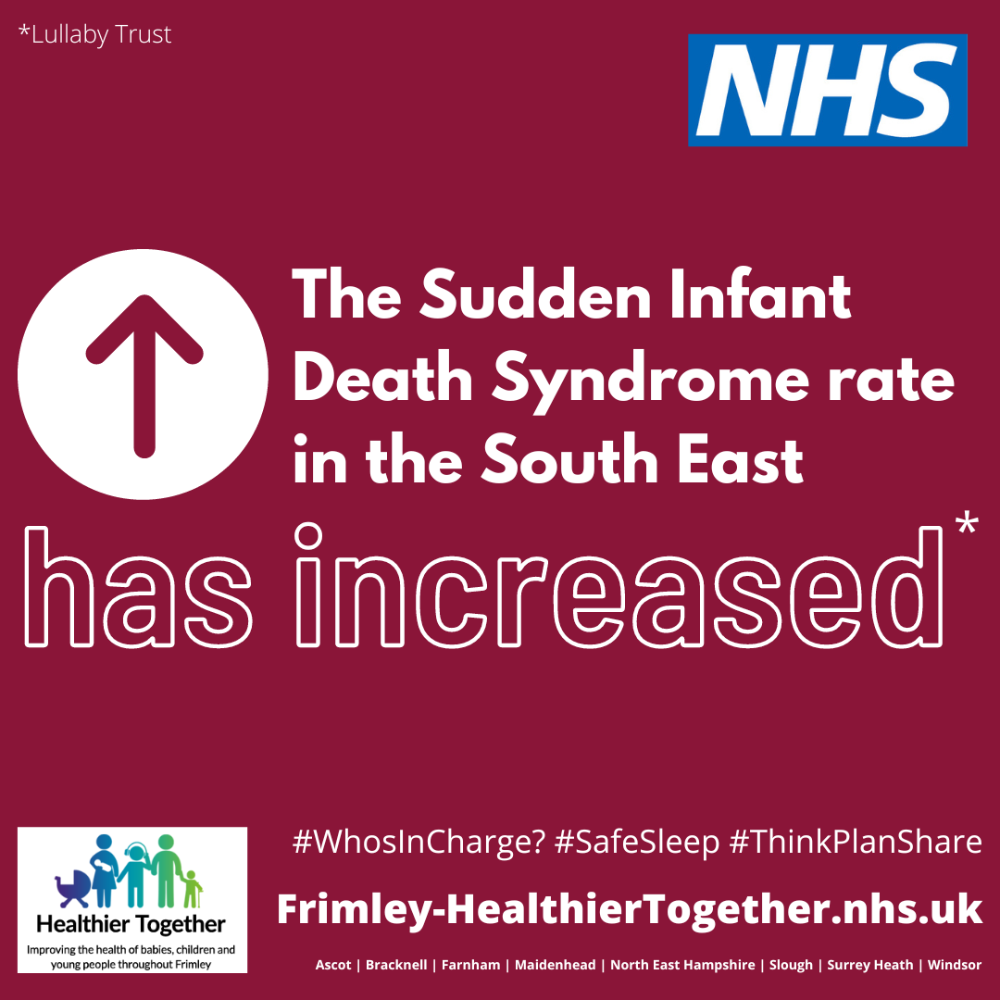 *Lullaby Trust
NHS
The Sudden Infant
Death Syndrome rate
in the South East
has increased*
#WhosInCharge? #SafeSleep #ThinkPlanShare
Frimley-HealthierTogether.nhs.uk
Healthier Together
Improving the health of babies, children and
young people throughout Frimley
Ascot | Bracknell | Farnham | Maidenhead | North East Hampshire | Slough | Surrey Heath | Windsor